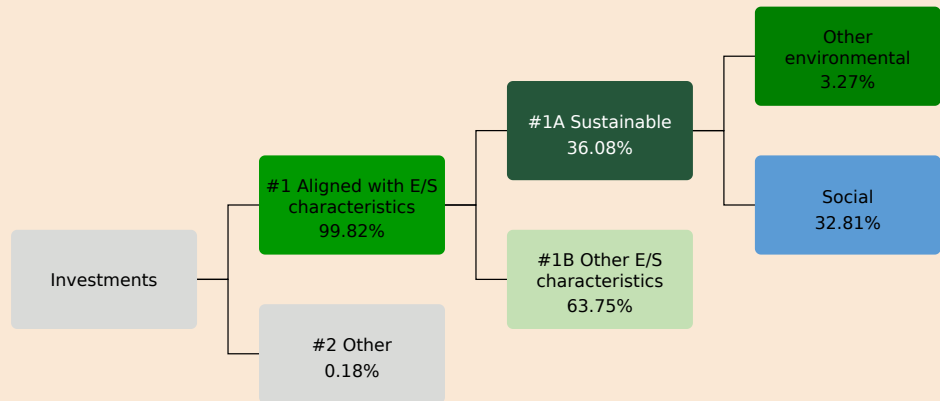 Investments
#1 Aligned with E/S
characteristics
99.82%
#2 Other
0.18%
#1A Sustainable
36.08%
#1B Other E/S
characteristics
63.75%
Other
environmental
3.27%
Social
32.81%